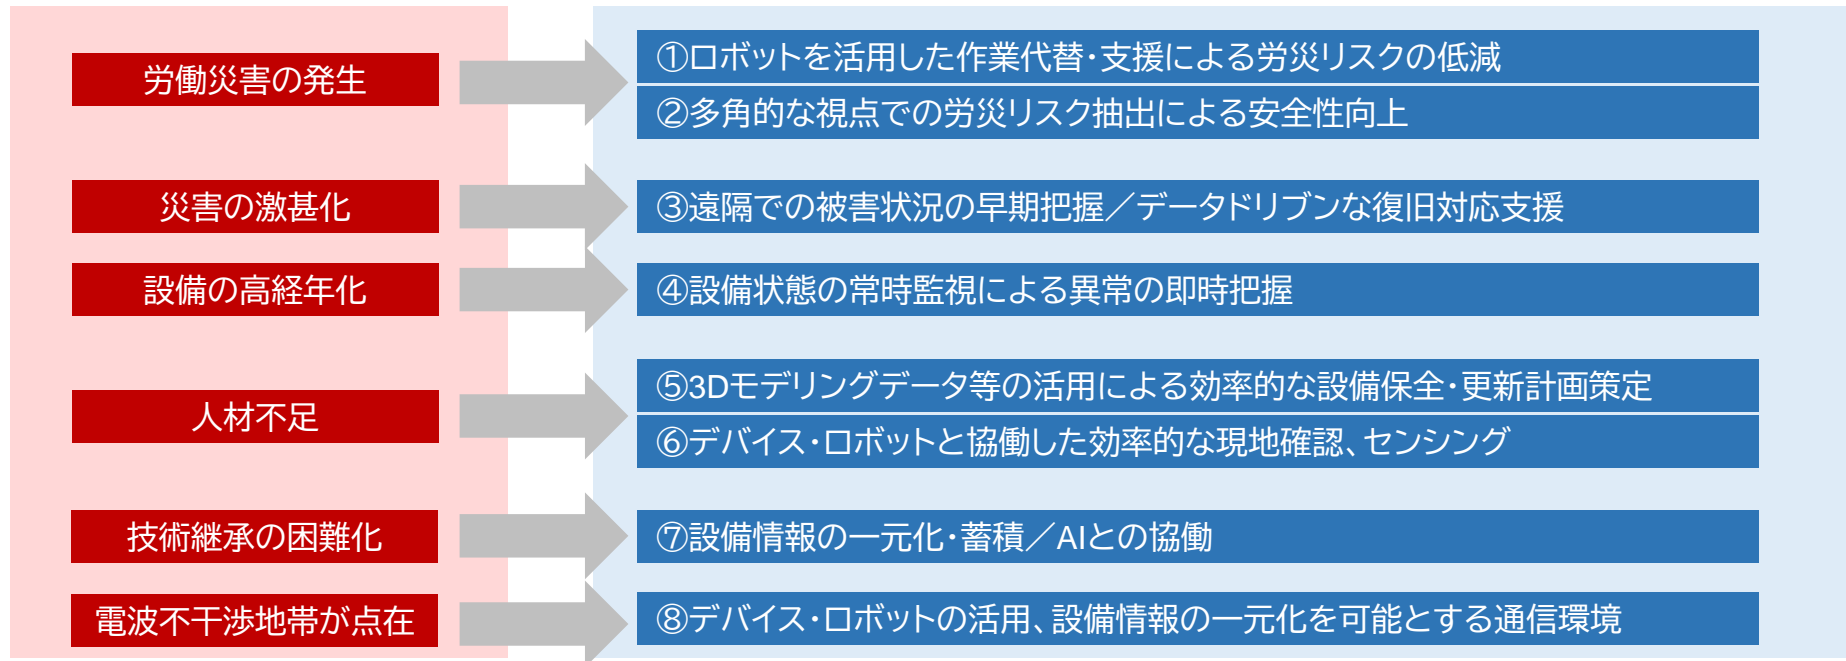 労働災害の発生
①ロボットを活用した作業代替・支援による労災リスクの低減
②多角的な視点での労災リスク抽出による安全性向上
災害の激甚化
③遠隔での被害状況の早期把握／データドリブンな復旧対応支援
設備の高経年化
④設備状態の常時監視による異常の即時把握
人材不足
⑤3Dモデリングデータ等の活用による効率的な設備保全・更新計画策定
⑥デバイス・ロボットと協働した効率的な現地確認、センシング
技術継承の困難化
⑦設備情報の一元化・蓄積／AIとの協働
電波不干渉地帯が点在
⑧デバイス・ロボットの活用、設備情報の一元化を可能とする通信環境